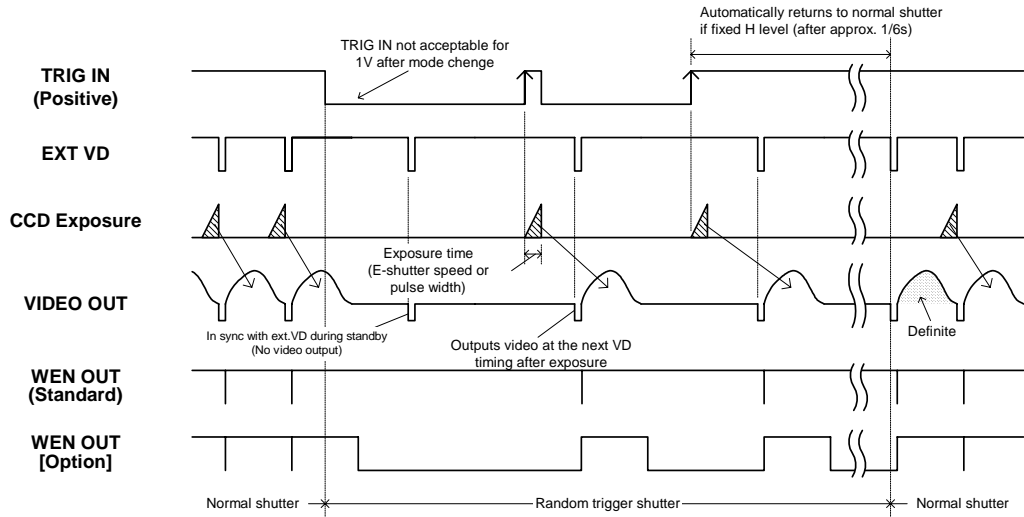 Automatically returns to normal shutter
if fixed H level (after approx. 1/6s)
TRIG IN not acceptable for
1V after mode chenge
TRIG IN
(Positive)
EXT VD
CCD Exposure
Exposure time
(E-shutter speed or
pulse width)
VIDEO OUT
In sync with ext.VD during standby
(No video output)
Outputs video at the next VD
timing after exposure
Definite
WEN OUT
(Standard)
WEN OUT
[Option]
Normal shutter
Random trigger shutter
Normal shutter